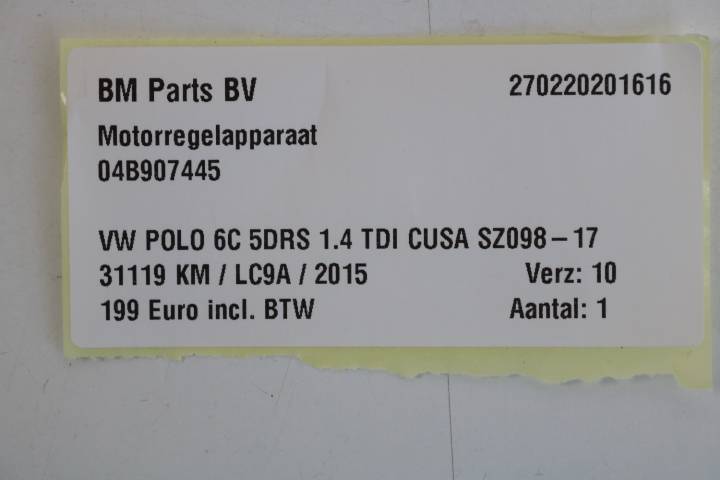 BM Parts BV 270220201616
Motorregelapparaat
04B907445
VW POLO 6C 5DRS 1.4 TDI CUSA SZ098-17
31119 KM / LC9A / 2015 Verz: 10
199 Euro incl. BTW Aantal: 1